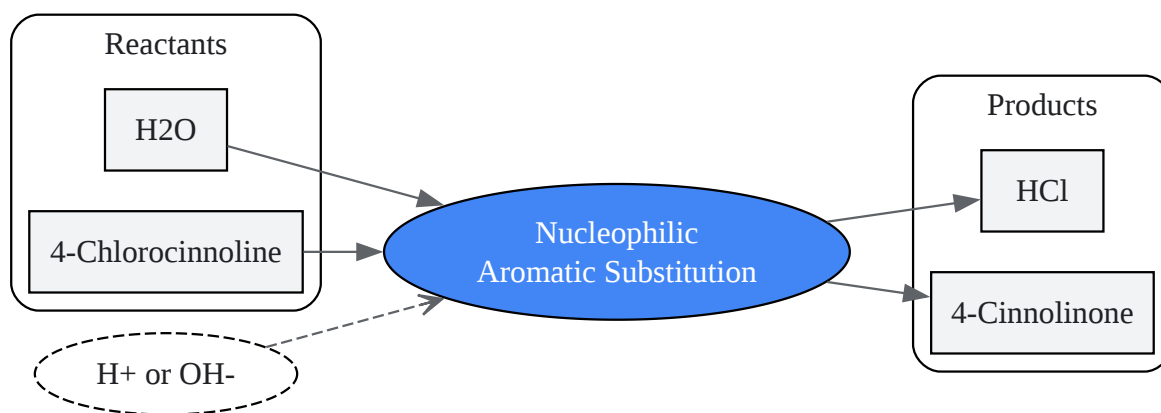 Reactants
H2O
4-Chlorocinnoline
H+ or OH-
Nucleophilic
Aromatic Substitution
Products
HCl
4-Cinnolinone